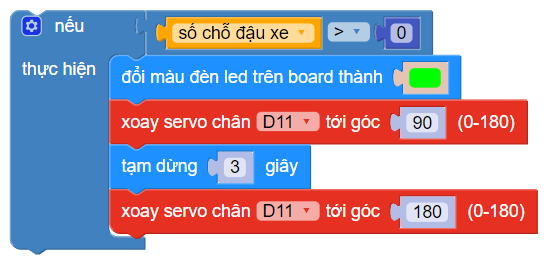 nếu số chỗ đậu xe > 0
thực hiện đổi màu đèn led trên board thành
xoay servo chân D11 tới góc 90 (0-180)
tạm dừng 3 giây
xoay servo chân D11 tới góc 180 (0-180)